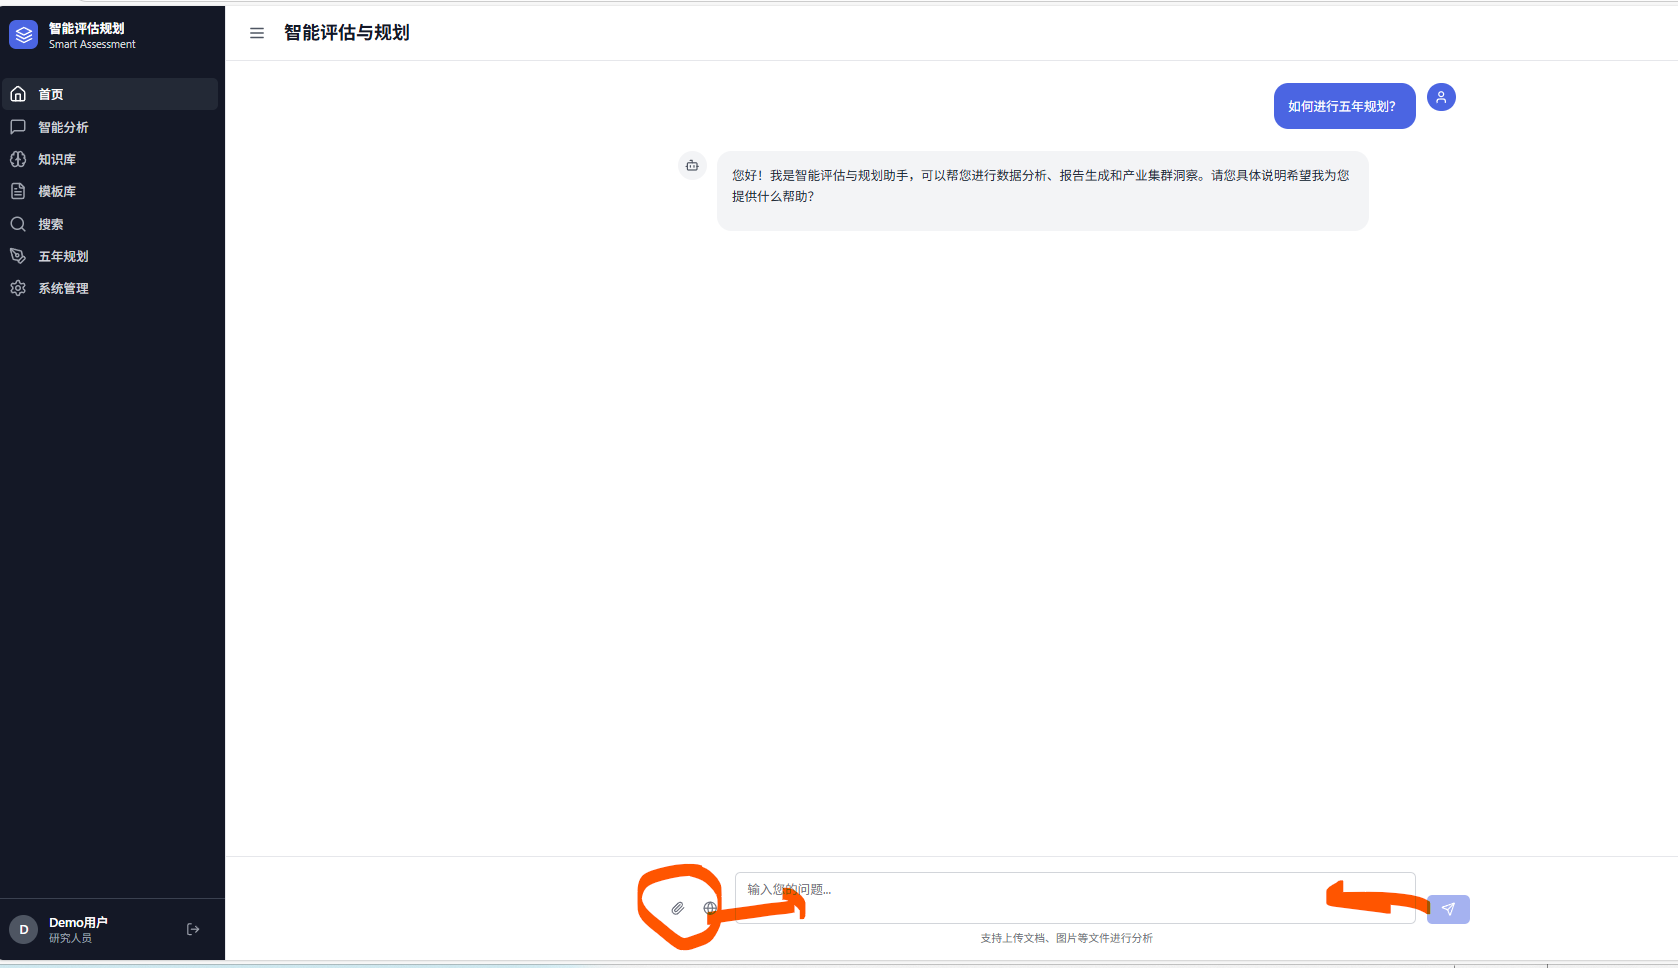 智能评估规划
Smart Assessment
首页
智能分析
知识库
模板库
搜索
五年规划
系统管理
Demo用户
D
研究人员
智能评估与规划
如何进行五年规划？
您好！我是智能评估与规划助手，可以帮您进行数据分析、报告生成和产业集群洞察。请您具体说明希望我为您
提供什么帮助？
输入您的问题...
支持上传文档、图片等文件进行分析